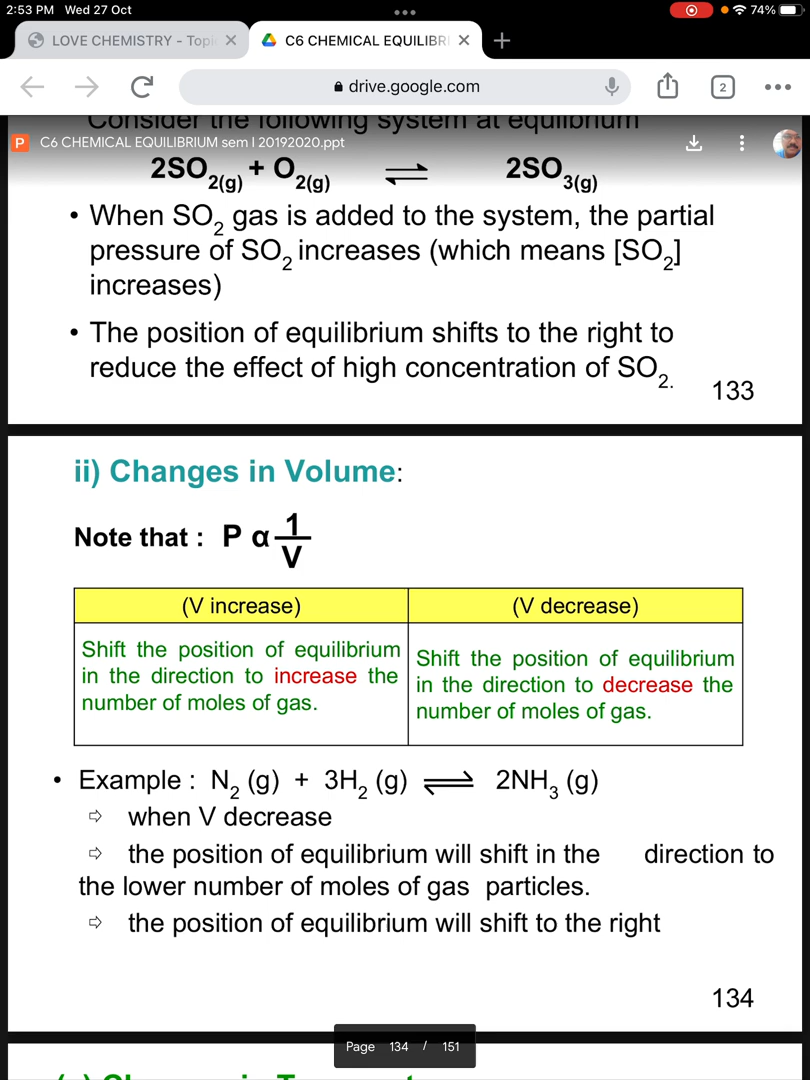 2:53 PM Wed 27 Oct
74%
LOVE CHEMISTRY - Topi
C6 CHEMICAL EQUILIBRI
drive.google.com
2
Consider the following system at equilibrium
P C6 CHEMICAL EQUILIBRIUM sem I 20192020.ppt
2SO2(g) + O2(g) ⇌ 2SO3(g)
• When SO2 gas is added to the system, the partial
pressure of SO2 increases (which means [SO2]
increases)
• The position of equilibrium shifts to the right to
reduce the effect of high concentration of SO2.
133
ii) Changes in Volume:
Note that : P α 1/V
(V increase) (V decrease)
Shift the position of equilibrium
in the direction to increase the
number of moles of gas.
Shift the position of equilibrium
in the direction to decrease the
number of moles of gas.
• Example : N2 (g) + 3H2 (g) ⇌ 2NH3 (g)
⇨ when V decrease
⇨ the position of equilibrium will shift in the direction to
the lower number of moles of gas particles.
⇨ the position of equilibrium will shift to the right
134
Page 134 / 151